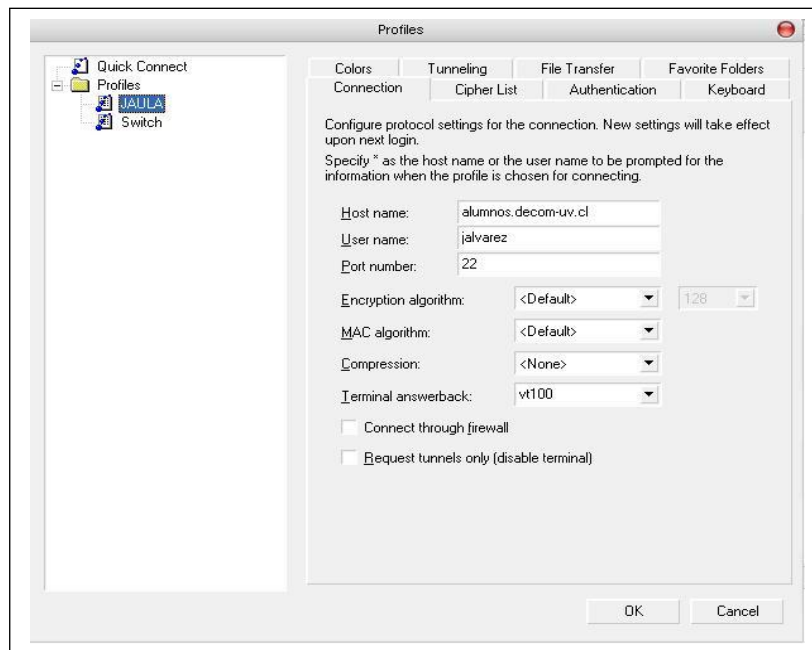 Profiles
Quick Connect
Profiles
JAULA
Switch
Colors Tunneling File Transfer Favorite Folders
Connection Cipher List Authentication Keyboard
Configure protocol settings for the connection. New settings will take effect
upon next login.
Specify * as the host name or the user name to be prompted for the
information when the profile is chosen for connecting.
Host name: alumnos.decom-uv.cl
User name: jalvarez
Port number: 22
Encryption algorithm: <Default> 128
MAC algorithm: <Default>
Compression: <None>
Terminal answerback: vt100
Connect through firewall
Request tunnels only (disable terminal)
OK Cancel